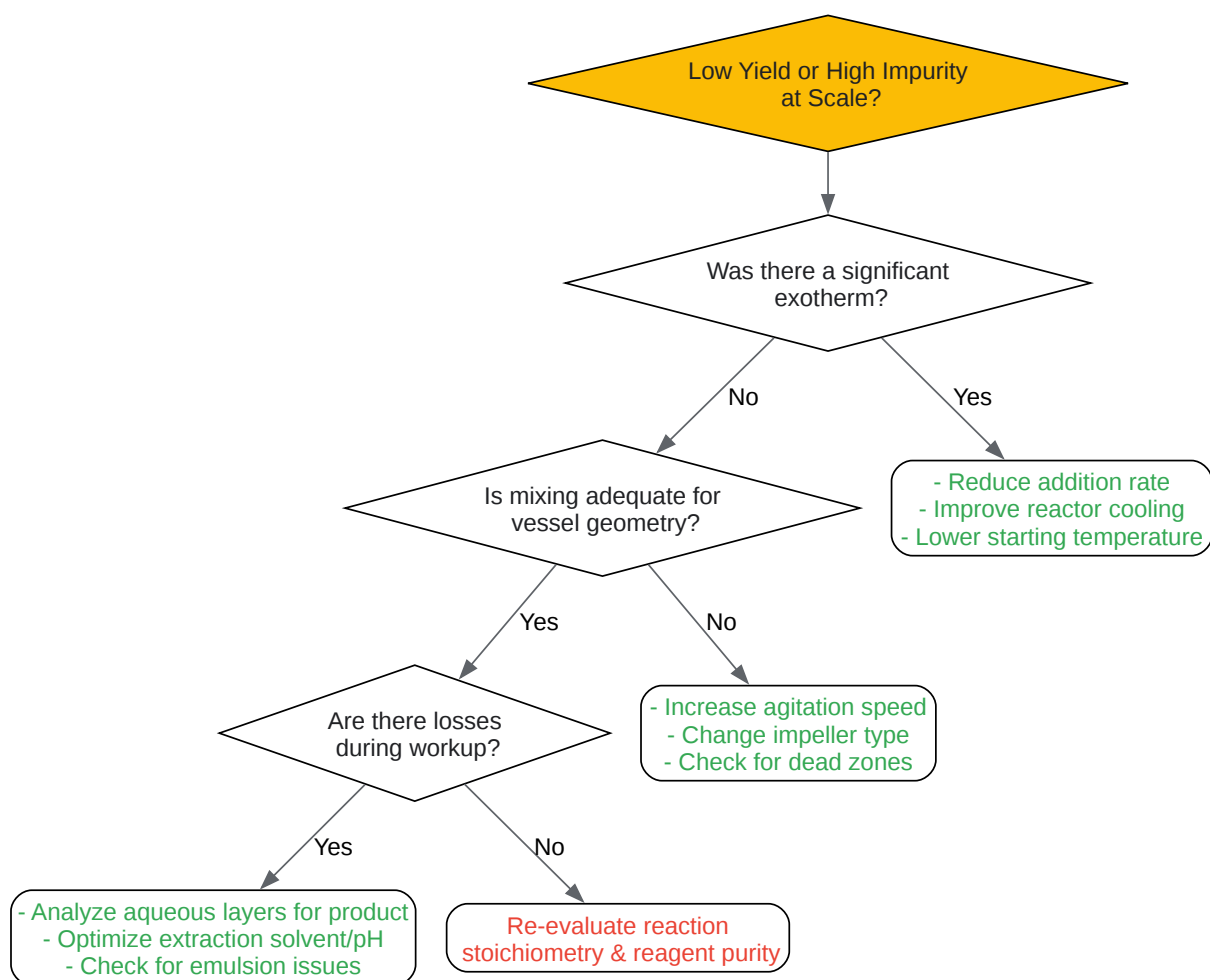 Low Yield or High Impurity
at Scale?
Was there a significant
exotherm?
No
Yes
Is mixing adequate for
vessel geometry?
- Reduce addition rate
- Improve reactor cooling
- Lower starting temperature
Yes
No
Are there losses
during workup?
- Increase agitation speed
- Change impeller type
- Check for dead zones
Yes
No
- Analyze aqueous layers for product
- Optimize extraction solvent/pH
- Check for emulsion issues
Re-evaluate reaction
stoichiometry & reagent purity